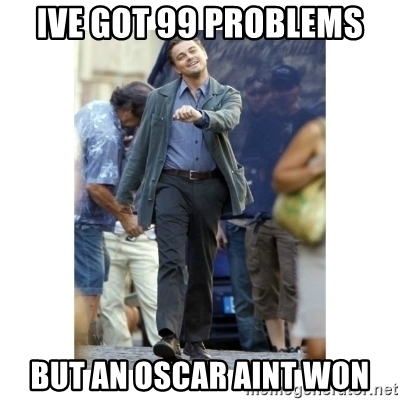 IVE GOT 99 PROBLEMS
BUT AN OSCAR AINT WON
memegenerator.net